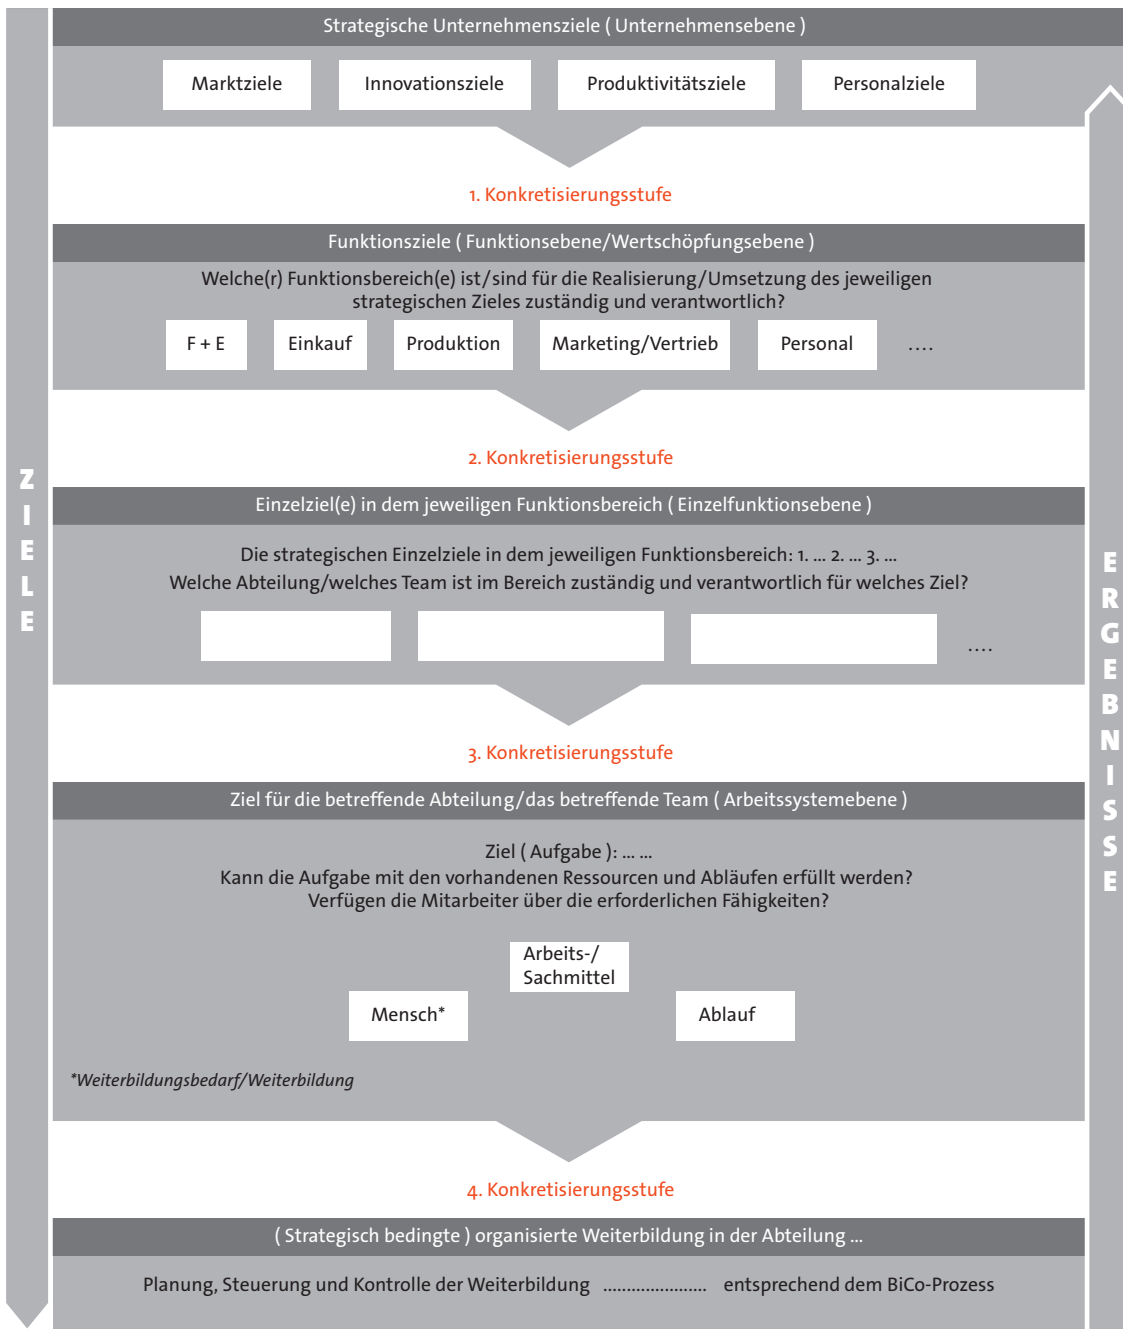 Strategische Unternehmensziele ( Unternehmensebene )
Marktziele
Innovationsziele
Produktivitätsziele
Personalziele
1. Konkretisierungsstufe
Funktionsziele ( Funktionsebene/Wertschöpfungsebene )
Welche(r) Funktionsbereich(e) ist/sind für die Realisierung/Umsetzung des jeweiligen
strategischen Zieles zuständig und verantwortlich?
F + E
Einkauf
Produktion
Marketing/Vertrieb
Personal
....
2. Konkretisierungsstufe
Einzelziel(e) in dem jeweiligen Funktionsbereich ( Einzelfunktionsebene )
Die strategischen Einzelziele in dem jeweiligen Funktionsbereich: 1. ... 2. ... 3. ...
Welche Abteilung/welches Team ist im Bereich zuständig und verantwortlich für welches Ziel?
....
3. Konkretisierungsstufe
Ziel für die betreffende Abteilung/das betreffende Team ( Arbeitssystemebene )
Ziel ( Aufgabe ): ... ...
Kann die Aufgabe mit den vorhandenen Ressourcen und Abläufen erfüllt werden?
Verfügen die Mitarbeiter über die erforderlichen Fähigkeiten?
Arbeits-/
Sachmittel
Mensch*
Ablauf
*Weiterbildungsbedarf/Weiterbildung
4. Konkretisierungsstufe
( Strategisch bedingte ) organisierte Weiterbildung in der Abteilung ...
Planung, Steuerung und Kontrolle der Weiterbildung ...................... entsprechend dem BiCo-Prozess
ZIELE
ERGEBNISSE